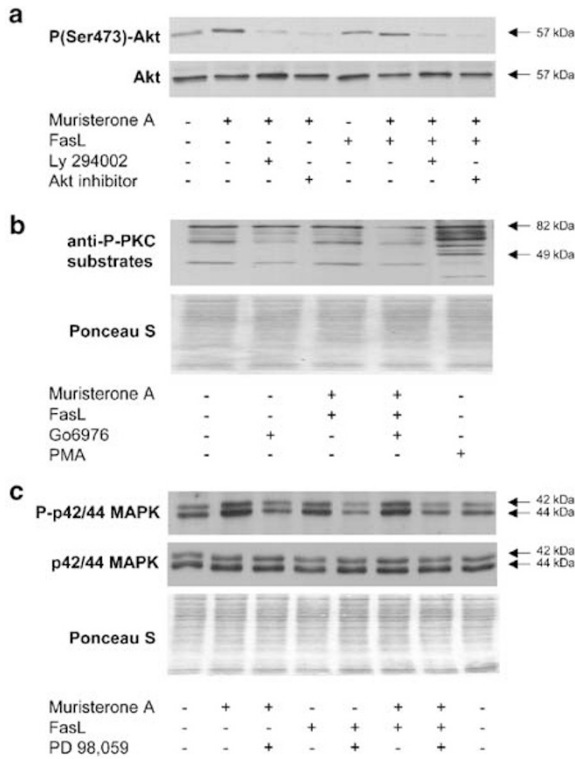 a
P(Ser473)-Akt ← 57 kDa
Akt ← 57 kDa
Muristerone A - + + + - + + +
FasL - - - - + + + +
Ly 294002 - - + - - - + -
Akt inhibitor - - - + - - - +
b
anti-P-PKC substrates
← 82 kDa
← 49 kDa
Ponceau S
Muristerone A - - + + -
FasL - - + + -
Go6976 - + - + -
PMA - - - - +
c
P-p42/44 MAPK
← 42 kDa
← 44 kDa
p42/44 MAPK
← 42 kDa
← 44 kDa
Ponceau S
Muristerone A - + + - - + + -
FasL - - - + + + + -
PD 98,059 - - + - + - + -